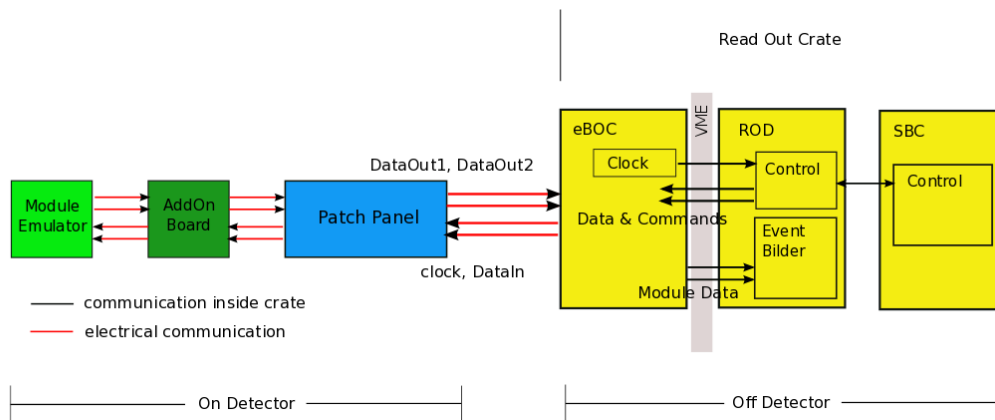 Read Out Crate
eBOC
VME
ROD
SBC
Clock
Control
Control
DataOut1, DataOut2
Module
Emulator
AddOn
Board
Patch Panel
Data & Commands
Event
Bilder
clock, DataIn
Module Data
communication inside crate
electrical communication
On Detector
Off Detector